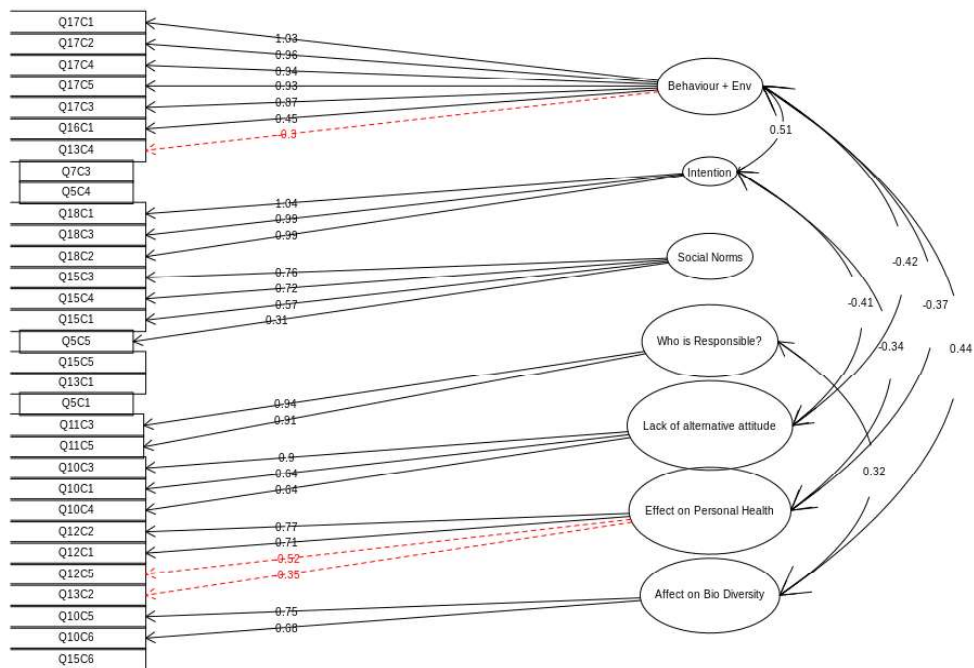 Q17C1
Q17C2
Q17C4
Q17C5
Q17C3
Q16C1
Q13C4
Q7C3
Q5C4
Q18C1
Q18C3
Q18C2
Q15C3
Q15C4
Q15C1
Q5C5
Q15C5
Q13C1
Q5C1
Q11C3
Q11C5
Q10C3
Q10C1
Q10C4
Q12C2
Q12C1
Q12C5
Q13C2
Q10C5
Q10C6
Q15C6
1.03
0.96
0.94
0.93
0.87
0.45
-0.3
1.04
0.99
0.99
0.76
0.72
0.57
0.31
0.94
0.91
0.9
0.64
0.64
0.77
0.71
-0.52
-0.35
0.75
0.68
Behaviour + Env
Intention
Social Norms
Who is Responsible?
Lack of alternative attitude
Effect on Personal Health
Affect on Bio Diversity
0.51
-0.42
-0.41
-0.37
-0.34
0.44
0.32